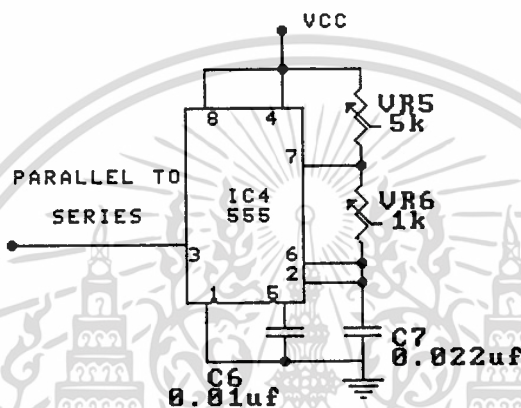 VCC
8
4
VR5
5k
7
PARALLEL TO
SERIES
IC4
555
VR6
1k
3
6
2
1
5
C6
0.01uf
C7
0.022uf